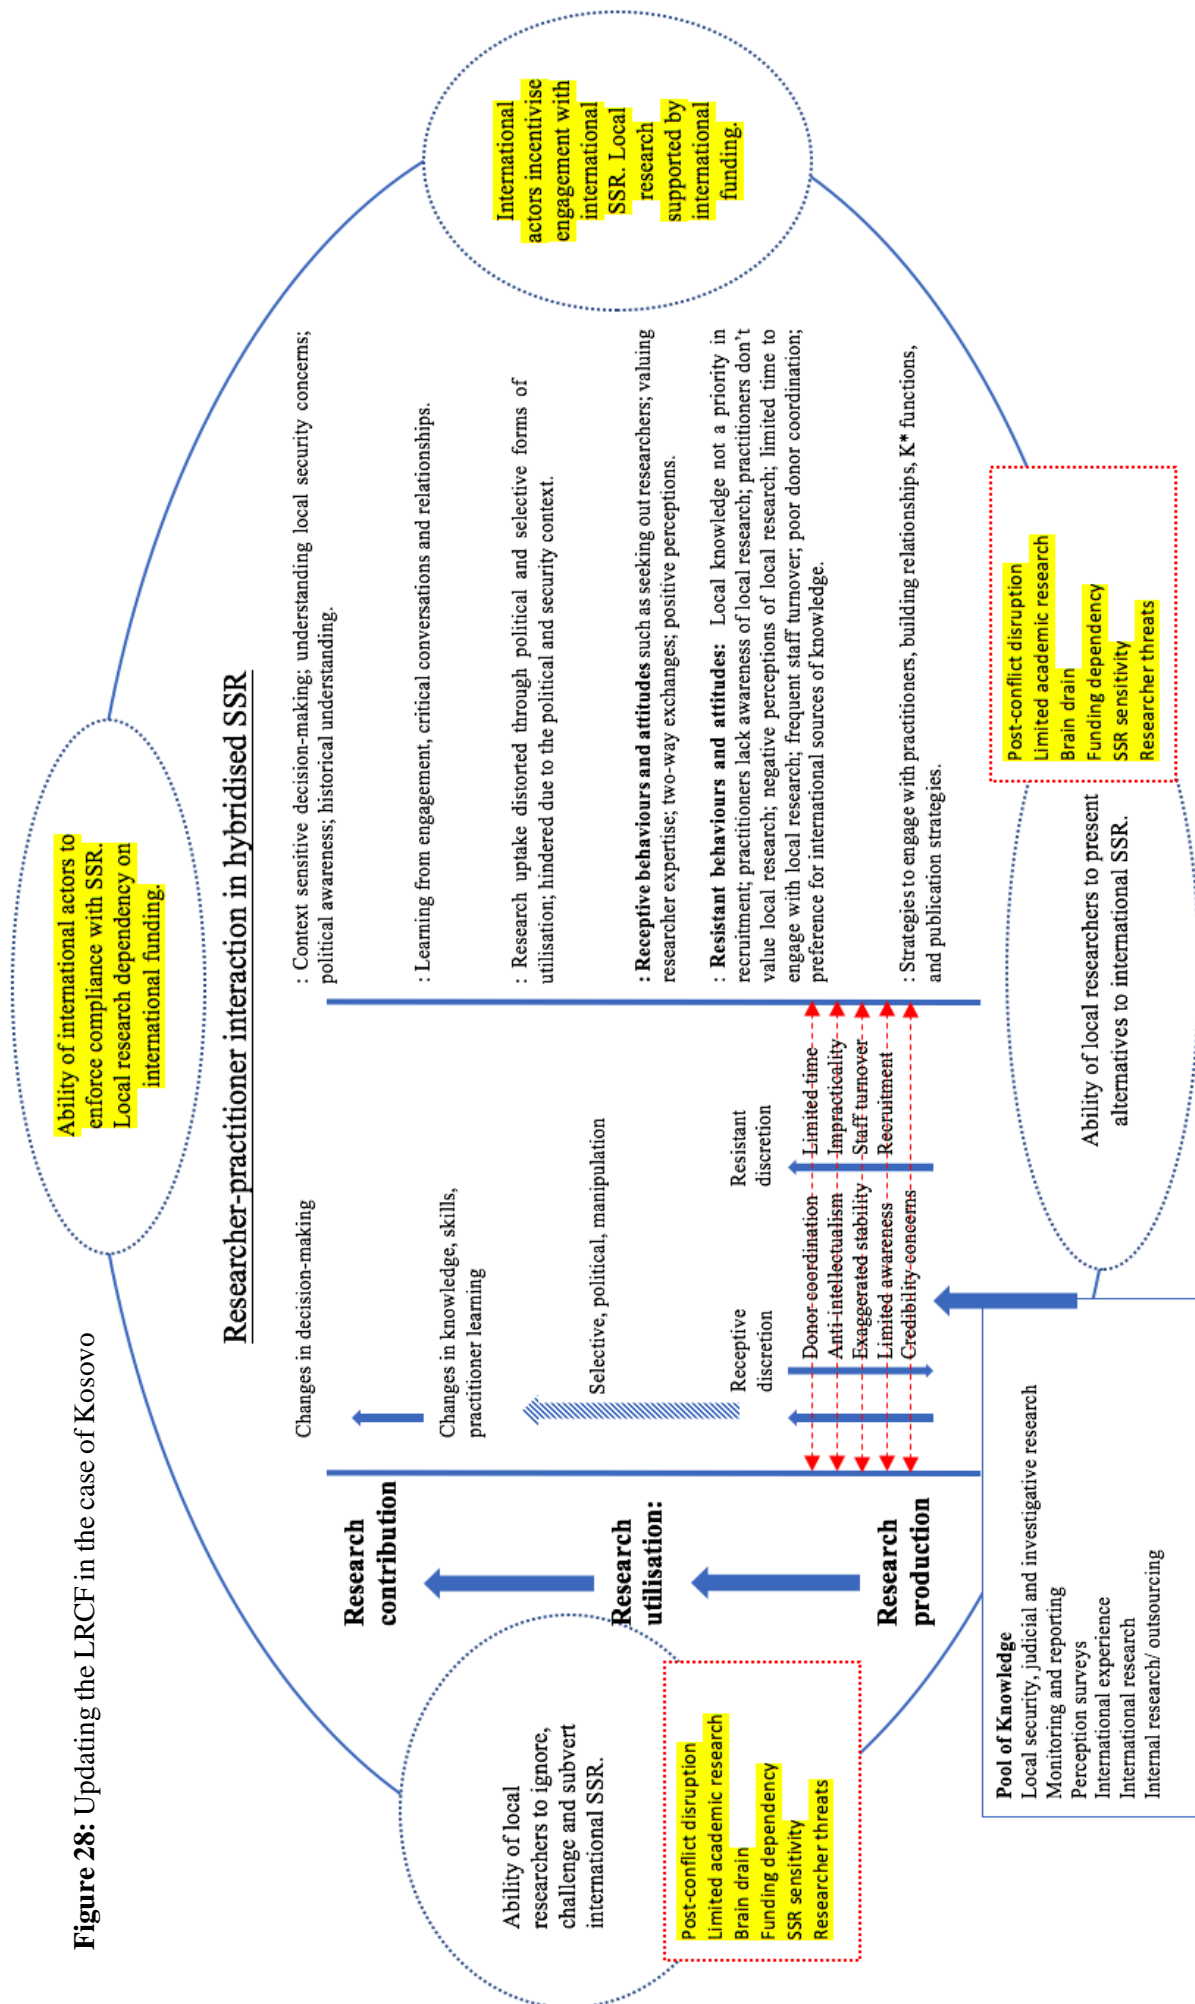 Figure 28: Updating the LRCF in the case of Kosovo
Ability of international actors to
enforce compliance with SSR.
Local research dependency on
international funding.
Researcher-practitioner interaction in hybridised SSR
Ability of local
researchers to ignore,
challenge and subvert
international SSR.
Post-conflict disruption
Limited academic research
Brain drain
Funding dependency
SSR sensitivity
Researcher threats
Research
contribution
Research
utilisation:
Research
production
Changes in decision-making
Changes in knowledge, skills,
practitioner learning
Selective, political, manipulation
Receptive
discretion
Resistant
discretion
Donor coordination Limited time
Anti-intellectualism Impracticality
Exaggerated stability Staff turnover
Limited awareness Recruitment
Credibility concerns
: Context sensitive decision-making; understanding local security concerns;
political awareness; historical understanding.
: Learning from engagement, critical conversations and relationships.
: Research uptake distorted through political and selective forms of
utilisation; hindered due to the political and security context.
: Receptive behaviours and attitudes such as seeking out researchers; valuing
researcher expertise; two-way exchanges; positive perceptions.
: Resistant behaviours and attitudes: Local knowledge not a priority in
recruitment; practitioners lack awareness of local research; practitioners don't
value local research; negative perceptions of local research; limited time to
engage with local research; frequent staff turnover; poor donor coordination;
preference for international sources of knowledge.
: Strategies to engage with practitioners, building relationships, K* functions,
and publication strategies.
International
actors incentivise
engagement with
international
SSR. Local
research
supported by
international
funding.
Pool of Knowledge
Local security, judicial and investigative research
Monitoring and reporting
Perception surveys
International experience
International research
Internal research/ outsourcing
Ability of local researchers to present
alternatives to international SSR.
Post-conflict disruption
Limited academic research
Brain drain
Funding dependency
SSR sensitivity
Researcher threats